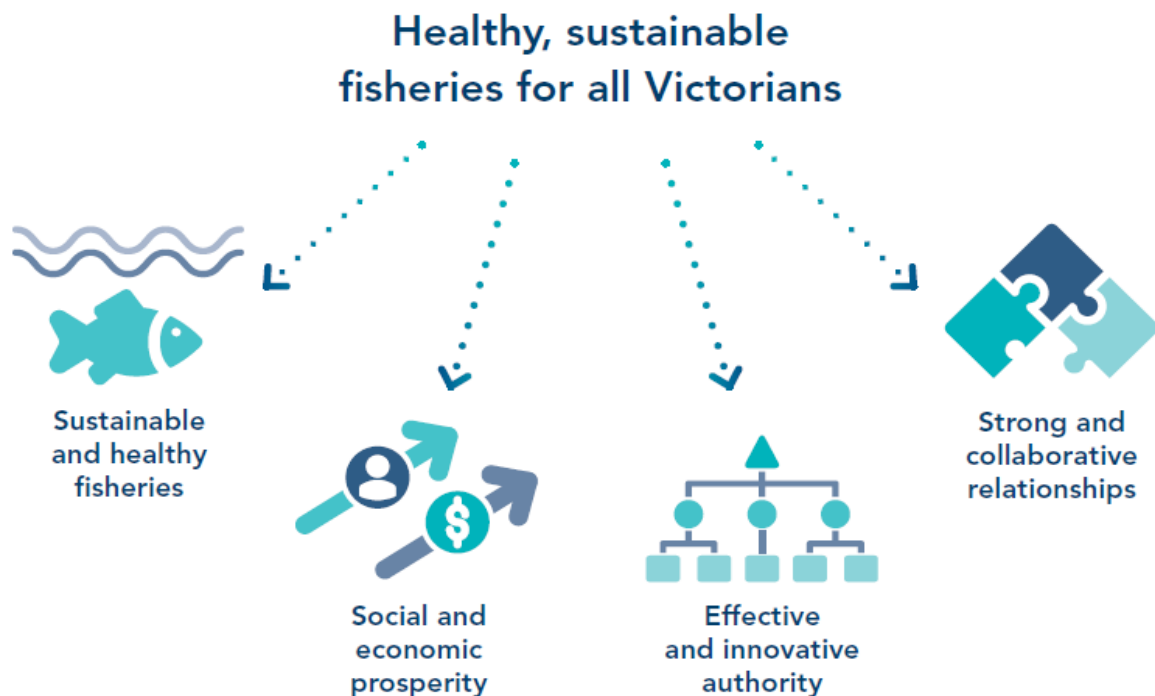 Healthy, sustainable
fisheries for all Victorians
Sustainable
and healthy
fisheries
Social and
economic
prosperity
$
Effective
and innovative
authority
Strong and
collaborative
relationships